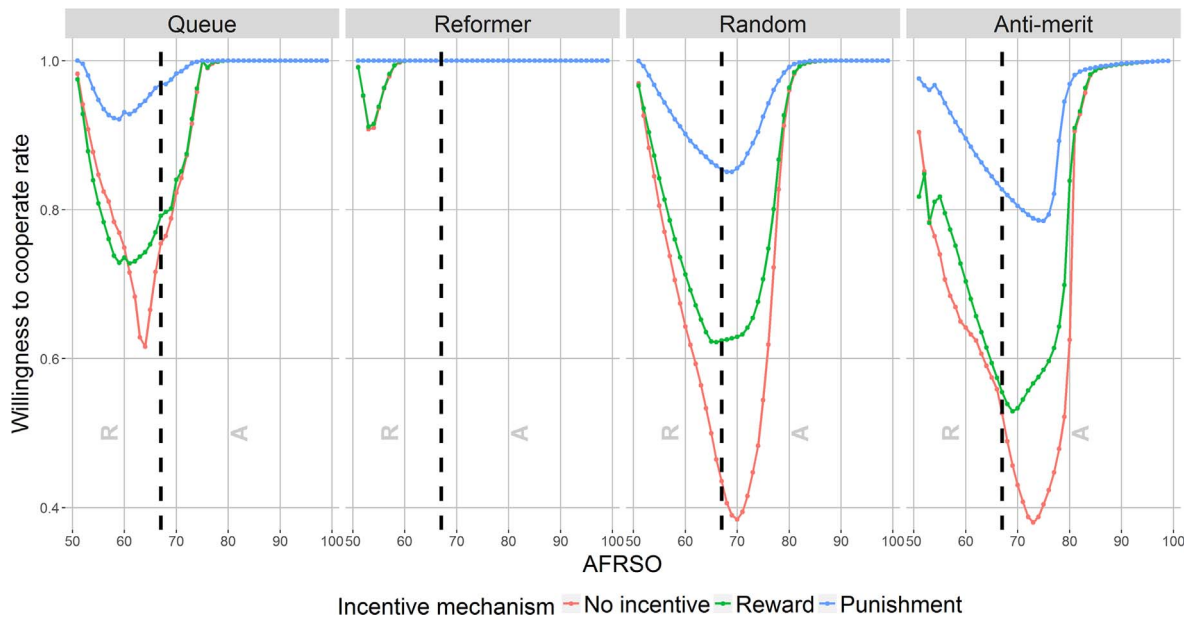 Queue Reformer Random Anti-merit
Willingness to cooperate rate
1.0
0.8
0.6
0.4
R A R A R A R A
50 60 70 80 90 100 50 60 70 80 90 100 50 60 70 80 90 100 50 60 70 80 90 100
AFRSO
Incentive mechanism No incentive Reward Punishment